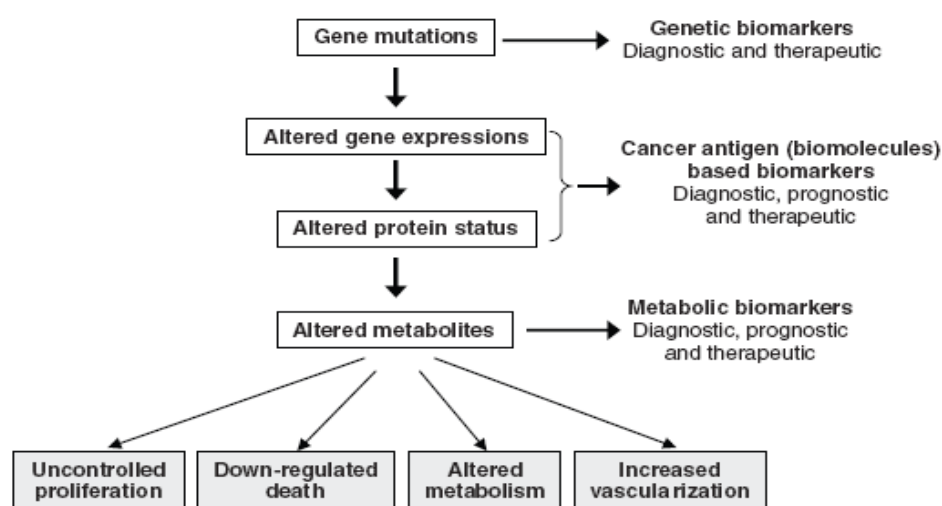 Gene mutations
Genetic biomarkers
Diagnostic and therapeutic
Altered gene expressions
Cancer antigen (biomolecules)
based biomarkers
Diagnostic, prognostic
and therapeutic
Altered protein status
Altered metabolites
Metabolic biomarkers
Diagnostic, prognostic
and therapeutic
Uncontrolled
proliferation
Down-regulated
death
Altered
metabolism
Increased
vascularization